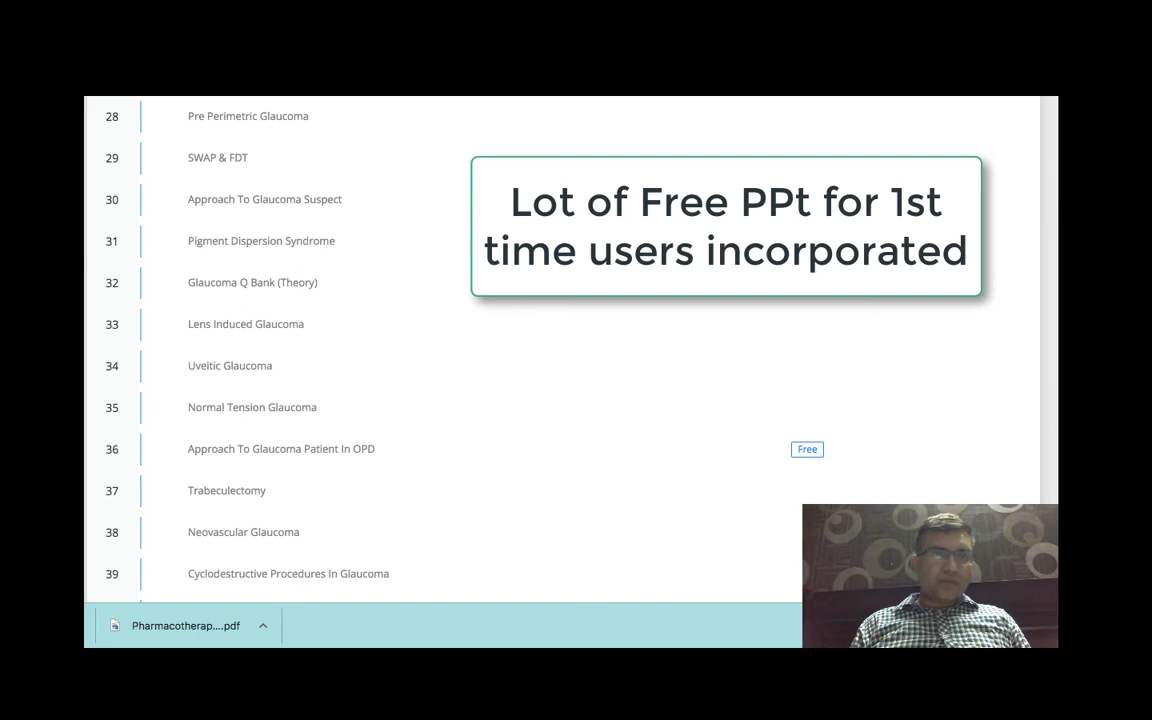 28 Pre Perimetric Glaucoma
29 SWAP & FDT
Lot of Free PPt for 1st
time users incorporated
30 Approach To Glaucoma Suspect
31 Pigment Dispersion Syndrome
32 Glaucoma Q Bank (Theory)
33 Lens Induced Glaucoma
34 Uveitic Glaucoma
35 Normal Tension Glaucoma
36 Approach To Glaucoma Patient In OPD Free
37 Trabeculectomy
38 Neovascular Glaucoma
39 Cyclodestructive Procedures In Glaucoma
Pharmacotherap....pdf